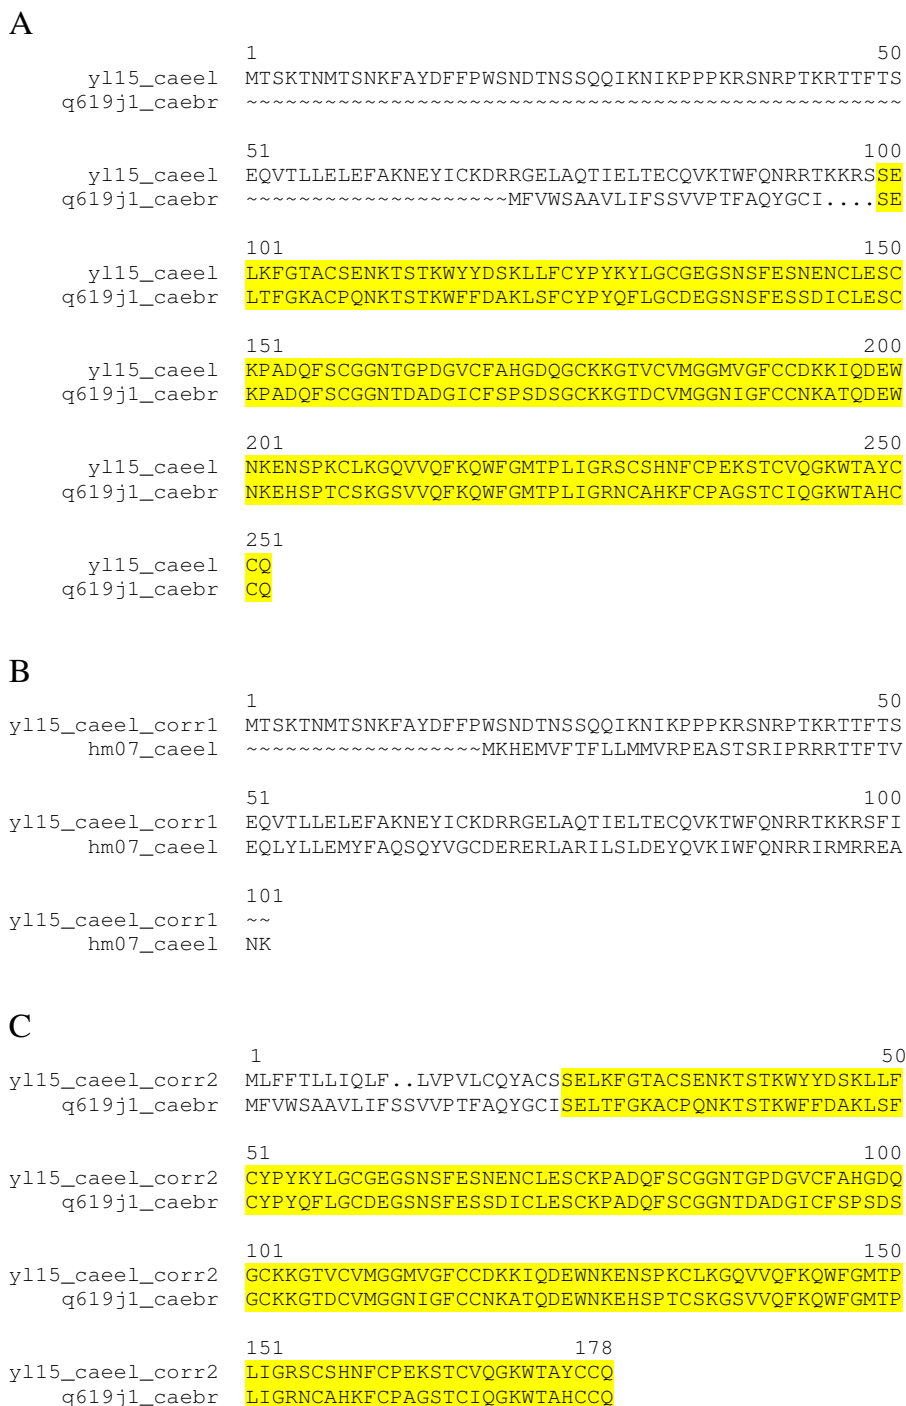 A
1 50
yl15_caeel MTSKTNMTSNKFAYDFFPWSNDTNSSQQIKNIKPPPKRSNRPTKRTTFTS
q619j1_caebr ~~~~~~~~~~~~~~~~~~~~~~~~~~~~~~~~~~~~~~~~~~~~~~~~~~
51 100
yl15_caeel EQVTLLELEFAKNEYICKDRRGELAQTIELTECQVKTWFQNRRTKKRSSE
q619j1_caebr ~~~~~~~~~~~~~~~~~~~~MFVWSAAVLIFSSVVPTFAQYGCI....SE
101 150
yl15_caeel LKFGTACSENKTSTKWYYDSKLLFCYPYKYLGCGEGSNSFESNENCLESC
q619j1_caebr LTFGKACPQNKTSTKWFFDAKLSFCYPYQFLGCDEGSNSFESSDICLESC
151 200
yl15_caeel KPADQFSCGGNTGPDGVCFAHGDQGCKKGTVCVMGGMVGFCCDKKIQDEW
q619j1_caebr KPADQFSCGGNTDADGICFSPSDSGCKKGTDCVMGGNIGFCCNKATQDEW
201 250
yl15_caeel NKENSPKCLKGQVVQFKQWFGMTPLIGRSCSHNFCPEKSTCVQGKWTAYC
q619j1_caebr NKEHSPTCSKGSVVQFKQWFGMTPLIGRNCAHKFCPAGSTCIQGKWTAHC
251
yl15_caeel CQ
q619j1_caebr CQ
B
1 50
yl15_caeel_corr1 MTSKTNMTSNKFAYDFFPWSNDTNSSQQIKNIKPPPKRSNRPTKRTTFTS
hm07_caeel ~~~~~~~~~~~~~~~~~~MKHEMVFTFLLMMVRPEASTSRIPRRRTTFTV
51 100
yl15_caeel_corr1 EQVTLLELEFAKNEYICKDRRGELAQTIELTECQVKTWFQNRRTKKRSFI
hm07_caeel EQLYLLEMYFAQSQYVGCDERERLARILSLDEYQVKIWFQNRRIRMRREA
101
yl15_caeel_corr1 ~~
hm07_caeel NK
C
1 50
yl15_caeel_corr2 MLFFTLLIQLF..LVPVLCQYACSSELKFGTACSENKTSTKWYYDSKLLF
q619j1_caebr MFVWSAAVLIFSSVVPTFAQYGCISELTFGKACPQNKTSTKWFFDAKLSF
51 100
yl15_caeel_corr2 CYPYKYLGCGEGSNSFESNENCLESCKPADQFSCGGNTGPDGVCFAHGDQ
q619j1_caebr CYPYQFLGCDEGSNSFESSDICLESCKPADQFSCGGNTDADGICFSPSDS
101 150
yl15_caeel_corr2 GCKKGTVCVMGGMVGFCCDKKIQDEWNKENSPKCLKGQVVQFKQWFGMTP
q619j1_caebr GCKKGTDCVMGGNIGFCCNKATQDEWNKEHSPTCSKGSVVQFKQWFGMTP
151 178
yl15_caeel_corr2 LIGRSCSHNFCPEKSTCVQGKWTAYCCQ
q619j1_caebr LIGRNCAHKFCPAGSTCIQGKWTAHCCQ